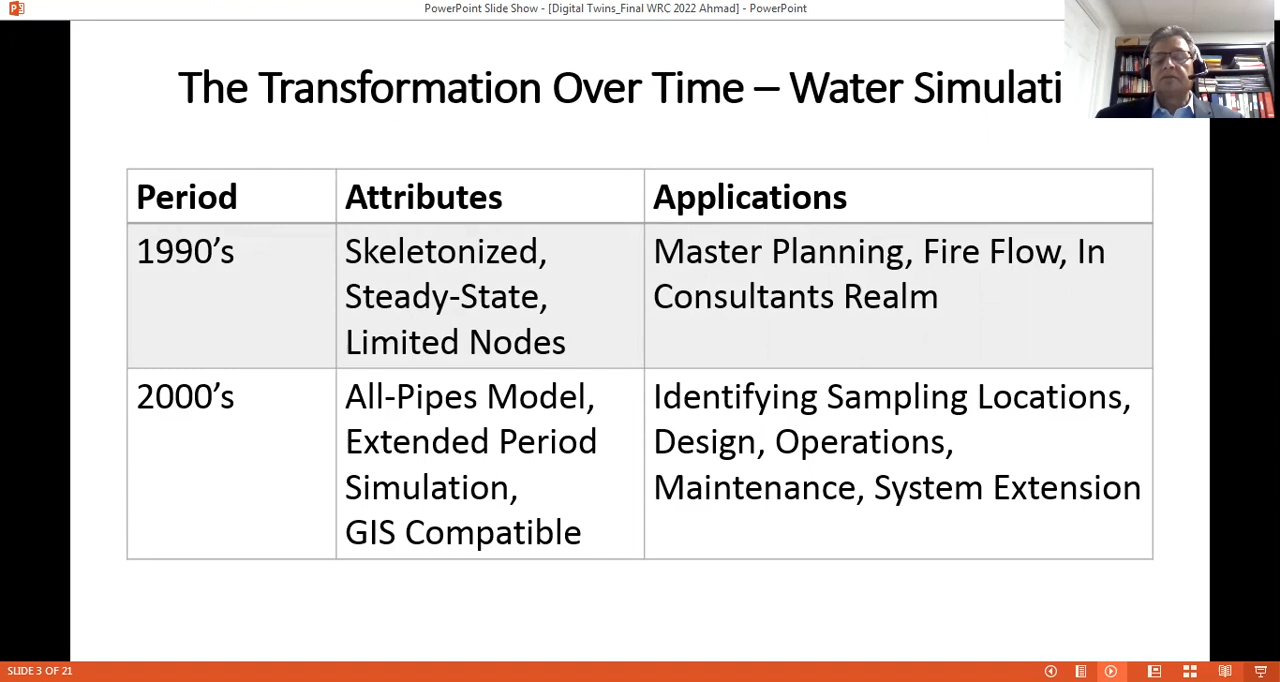 PowerPoint Slide Show - [Digital Twins_Final WRC 2022 Ahmad] - PowerPoint
The Transformation Over Time – Water Simulati
Period
Attributes
Applications
1990’s
Skeletonized,
Steady-State,
Limited Nodes
Master Planning, Fire Flow, In
Consultants Realm
2000’s
All-Pipes Model,
Extended Period
Simulation,
GIS Compatible
Identifying Sampling Locations,
Design, Operations,
Maintenance, System Extension
SLIDE 3 OF 21